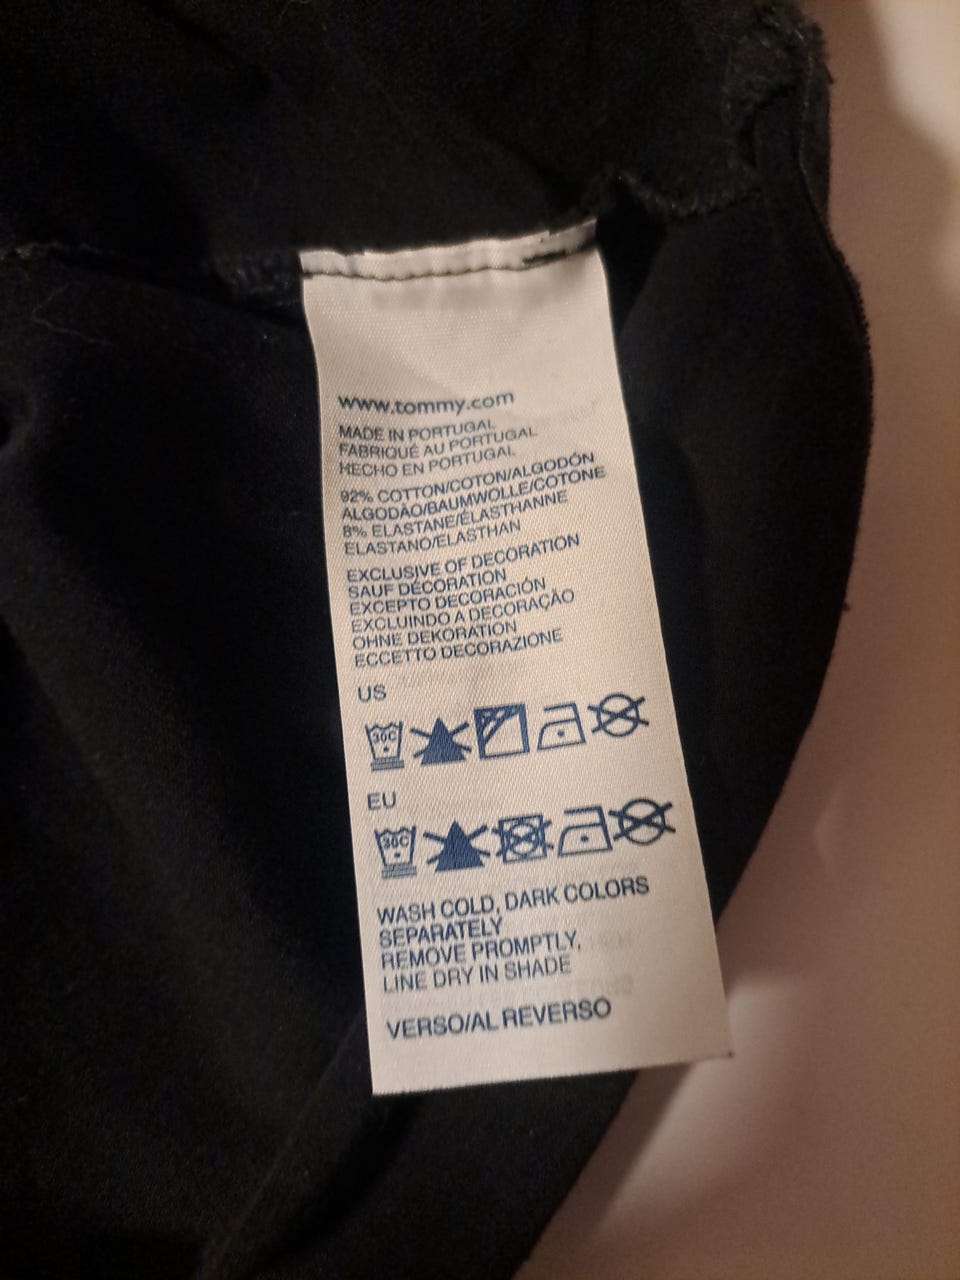 www.tommy.com
MADE IN PORTUGAL
FABRIQUÉ AU PORTUGAL
HECHO EN PORTUGAL
92% COTTON/COTON/ALGODÓN
ALGODÃO/BAUMWOLLE/COTONE
8% ELASTANE/ÉLASTHANNE
ELASTANO/ELASTHAN
EXCLUSIVE OF DECORATION
SAUF DÉCORATION
EXCEPTO DECORACIÓN
EXCLUINDO A DECORAÇÃO
OHNE DEKORATION
ECCETTO DECORAZIONE
US
30C
EU
30C
WASH COLD, DARK COLORS
SEPARATELY
REMOVE PROMPTLY.
LINE DRY IN SHADE
VERSO/AL REVERSO